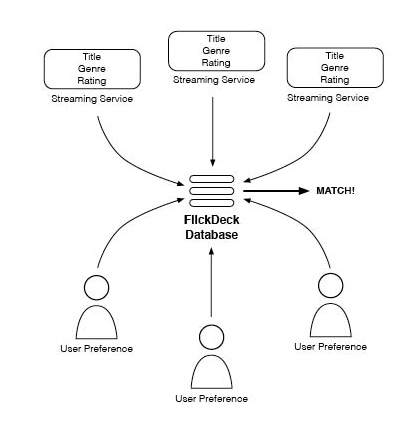 Title
Genre
Rating
Streaming Service
Title
Genre
Rating
Streaming Service
Title
Genre
Rating
Streaming Service
MATCH!
FlickDeck
Database
User Preference
User Preference
User Preference